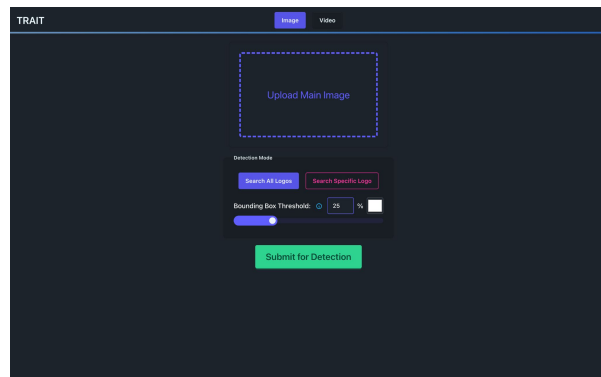 TRAIT
Image Video
Upload Main Image
Detection Mode
Search All Logos Search Specific Logo
Bounding Box Threshold: 25 %
Submit for Detection